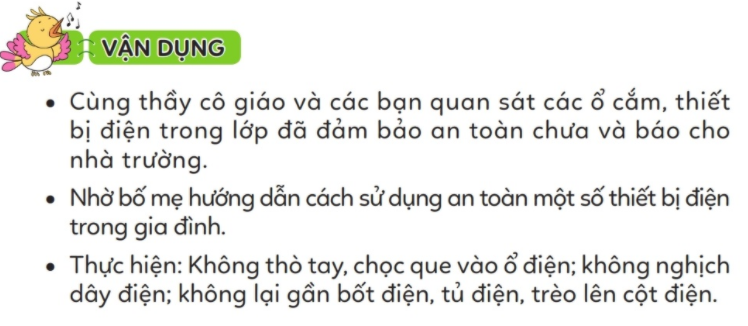 VẬN DỤNG
• Cùng thầy cô giáo và các bạn quan sát các ổ cắm, thiết
bị điện trong lớp đã đảm bảo an toàn chưa và báo cho
nhà trường.
• Nhờ bố mẹ hướng dẫn cách sử dụng an toàn một số thiết bị điện
trong gia đình.
• Thực hiện: Không thò tay, chọc que vào ổ điện; không nghịch
dây điện; không lại gần bốt điện, tủ điện, trèo lên cột điện.